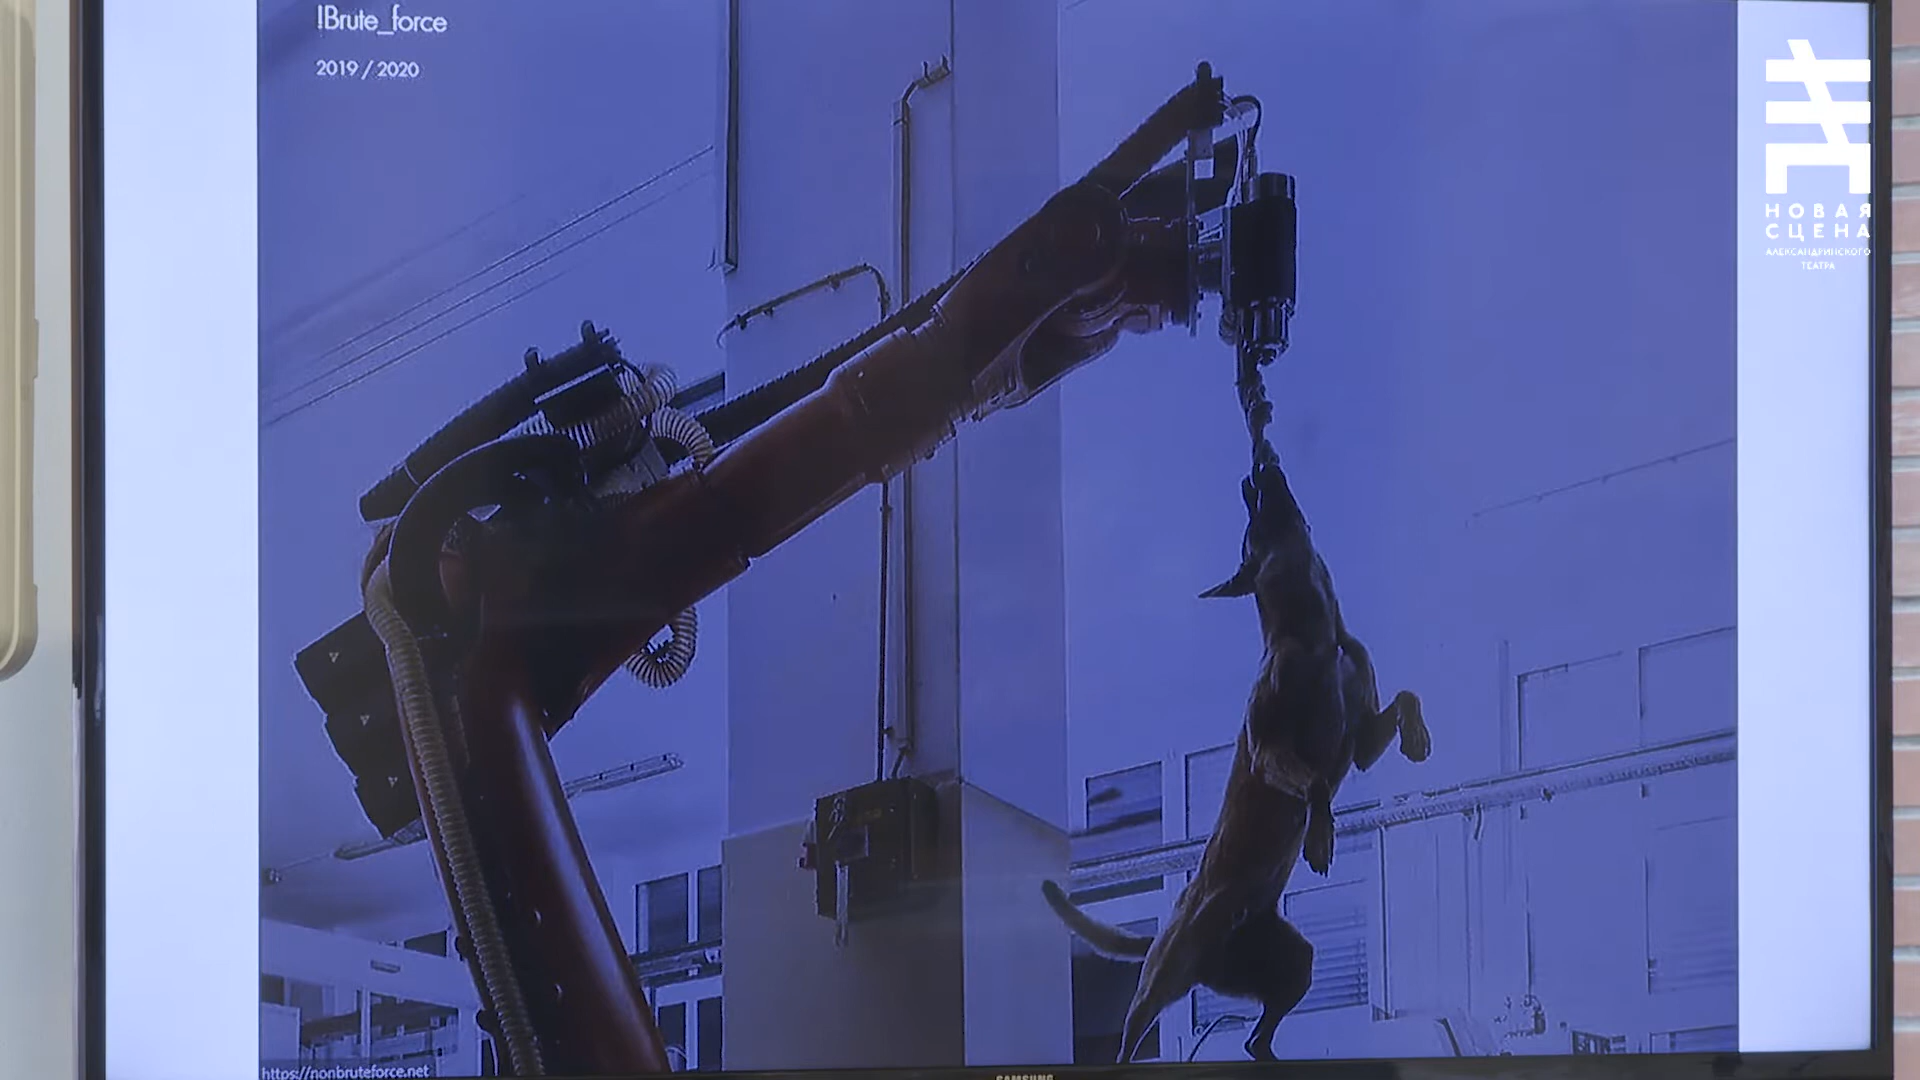 !Brute_force
2019 / 2020
НОВАЯ
СЦЕНА
АЛЕКСАНДРИНСКОГО
ТЕАТРА
https://nonbruteforce.net
SAMSUNG